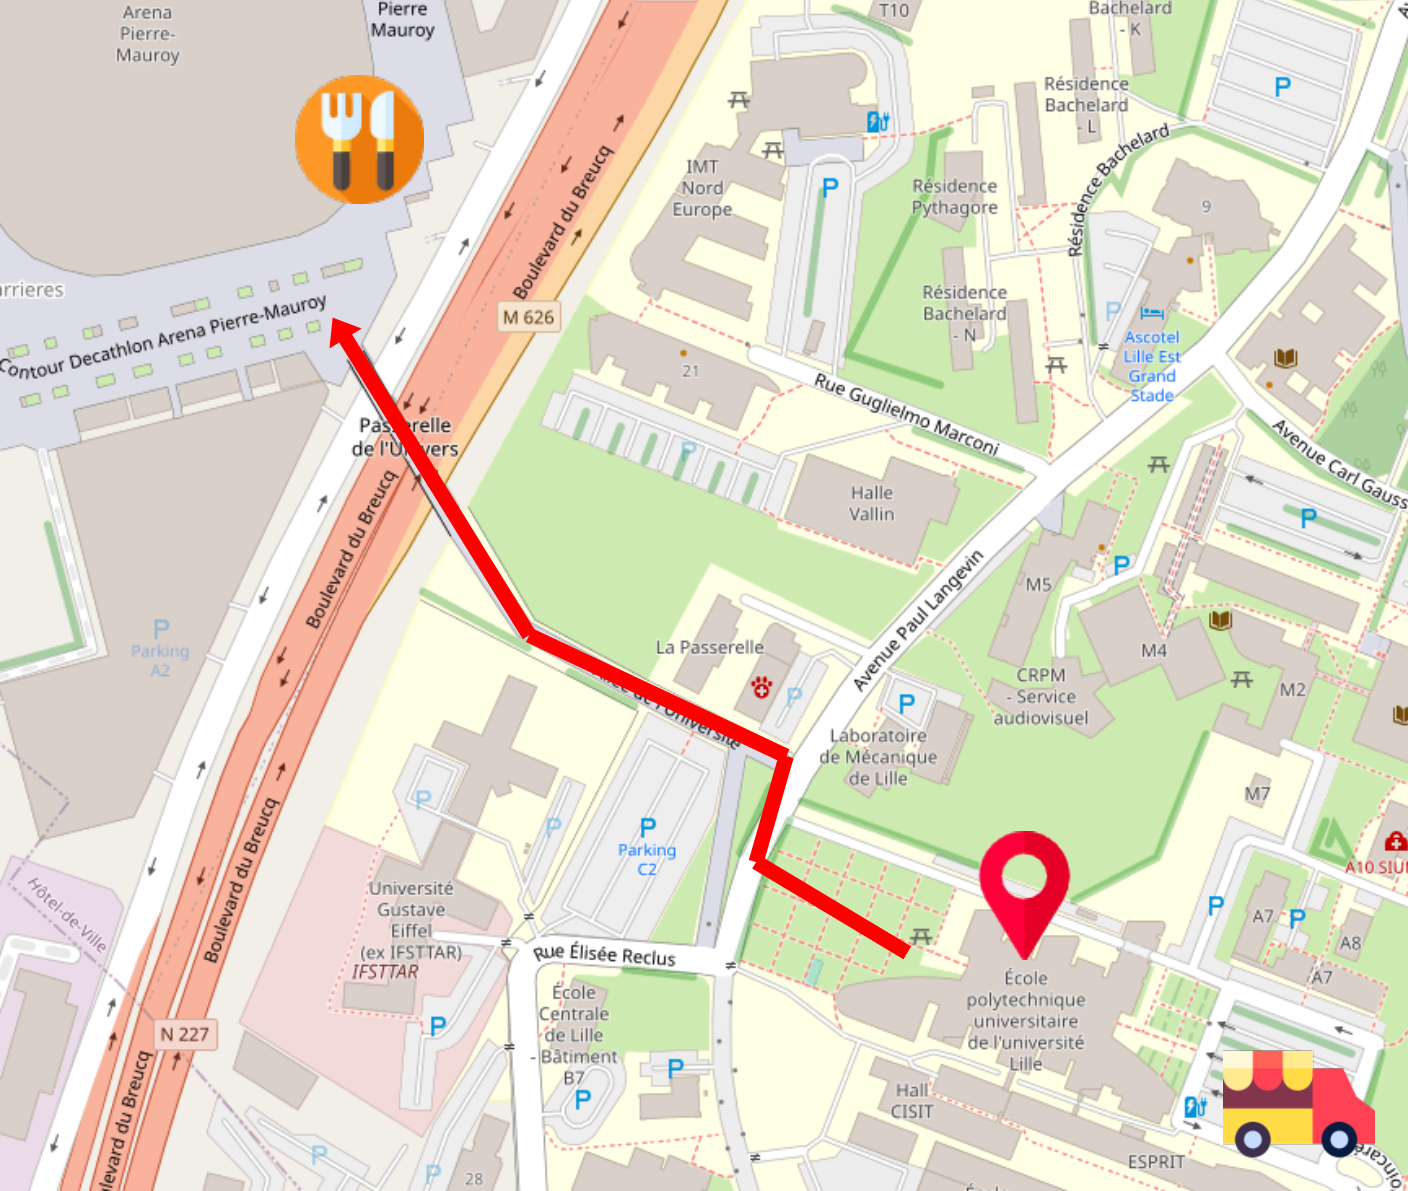 Arena
Pierre-
Mauroy
Pierre
Mauroy
T10
Bachelard
- K
Résidence
Bachelard
- L
P
Résidence Bachelard
IMT
Nord
Europe
P
Résidence
Pythagore
9
Boulevard du Breucq
M 626
Résidence
Bachelard
- N
P
Ascotel
Lille Est
Grand
Stade
arrieres
Contour Decathlon Arena Pierre-Mauroy
21
Rue Guglielmo Marconi
Passerelle
de l'Univers
P
Halle
Vallin
Avenue Carl Gauss
P
Boulevard du Breucq
Avenue Paul Langevin
M5
P
M4
P
Parking
A2
La Passerelle
P
CRPM
- Service
audiovisuel
M2
P
de l'Université
Laboratoire
de Mécanique
de Lille
M7
P
P
P
Parking
C2
A10
Boulevard du Breucq
Hôtel-de-Ville
Université
Gustave
Eiffel
(ex IFSTTAR)
IFSTTAR
P
A7
P
A8
A7
Rue Élisée Reclus
École
Centrale
de Lille
- Bâtiment
B7
École
polytechnique
universitaire
de l'université
Lille
N 227
P
P
P
Hall
CISIT
ESPRIT
P
P
28